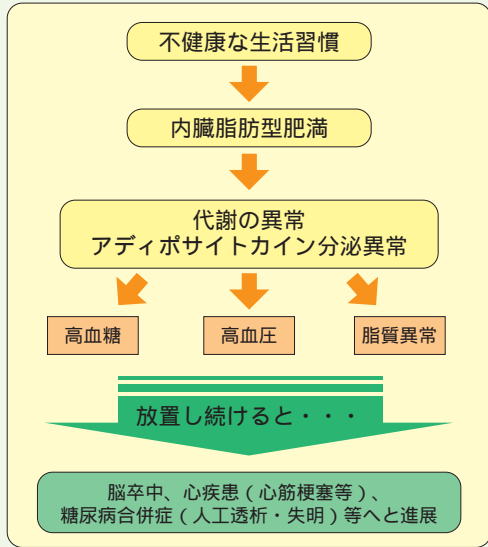 不健康な生活習慣
内臓脂肪型肥満
代謝の異常
アディポサイトカイン分泌異常
高血糖
高血圧
脂質異常
放置し続けると・・・
脳卒中、心疾患（心筋梗塞等）、
糖尿病合併症（人工透析・失明）等へと進展